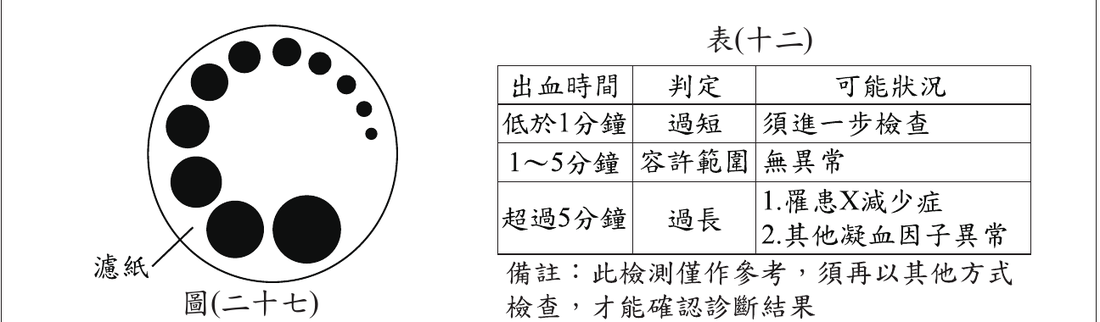 濾紙
圖(二十七)
表(十二)
出血時間 判定 可能狀況
低於1分鐘 過短 須進一步檢查
1～5分鐘 容許範圍 無異常
超過5分鐘 過長 1.罹患X減少症
2.其他凝血因子異常
備註：此檢測僅作參考，須再以其他方式
檢查，才能確認診斷結果